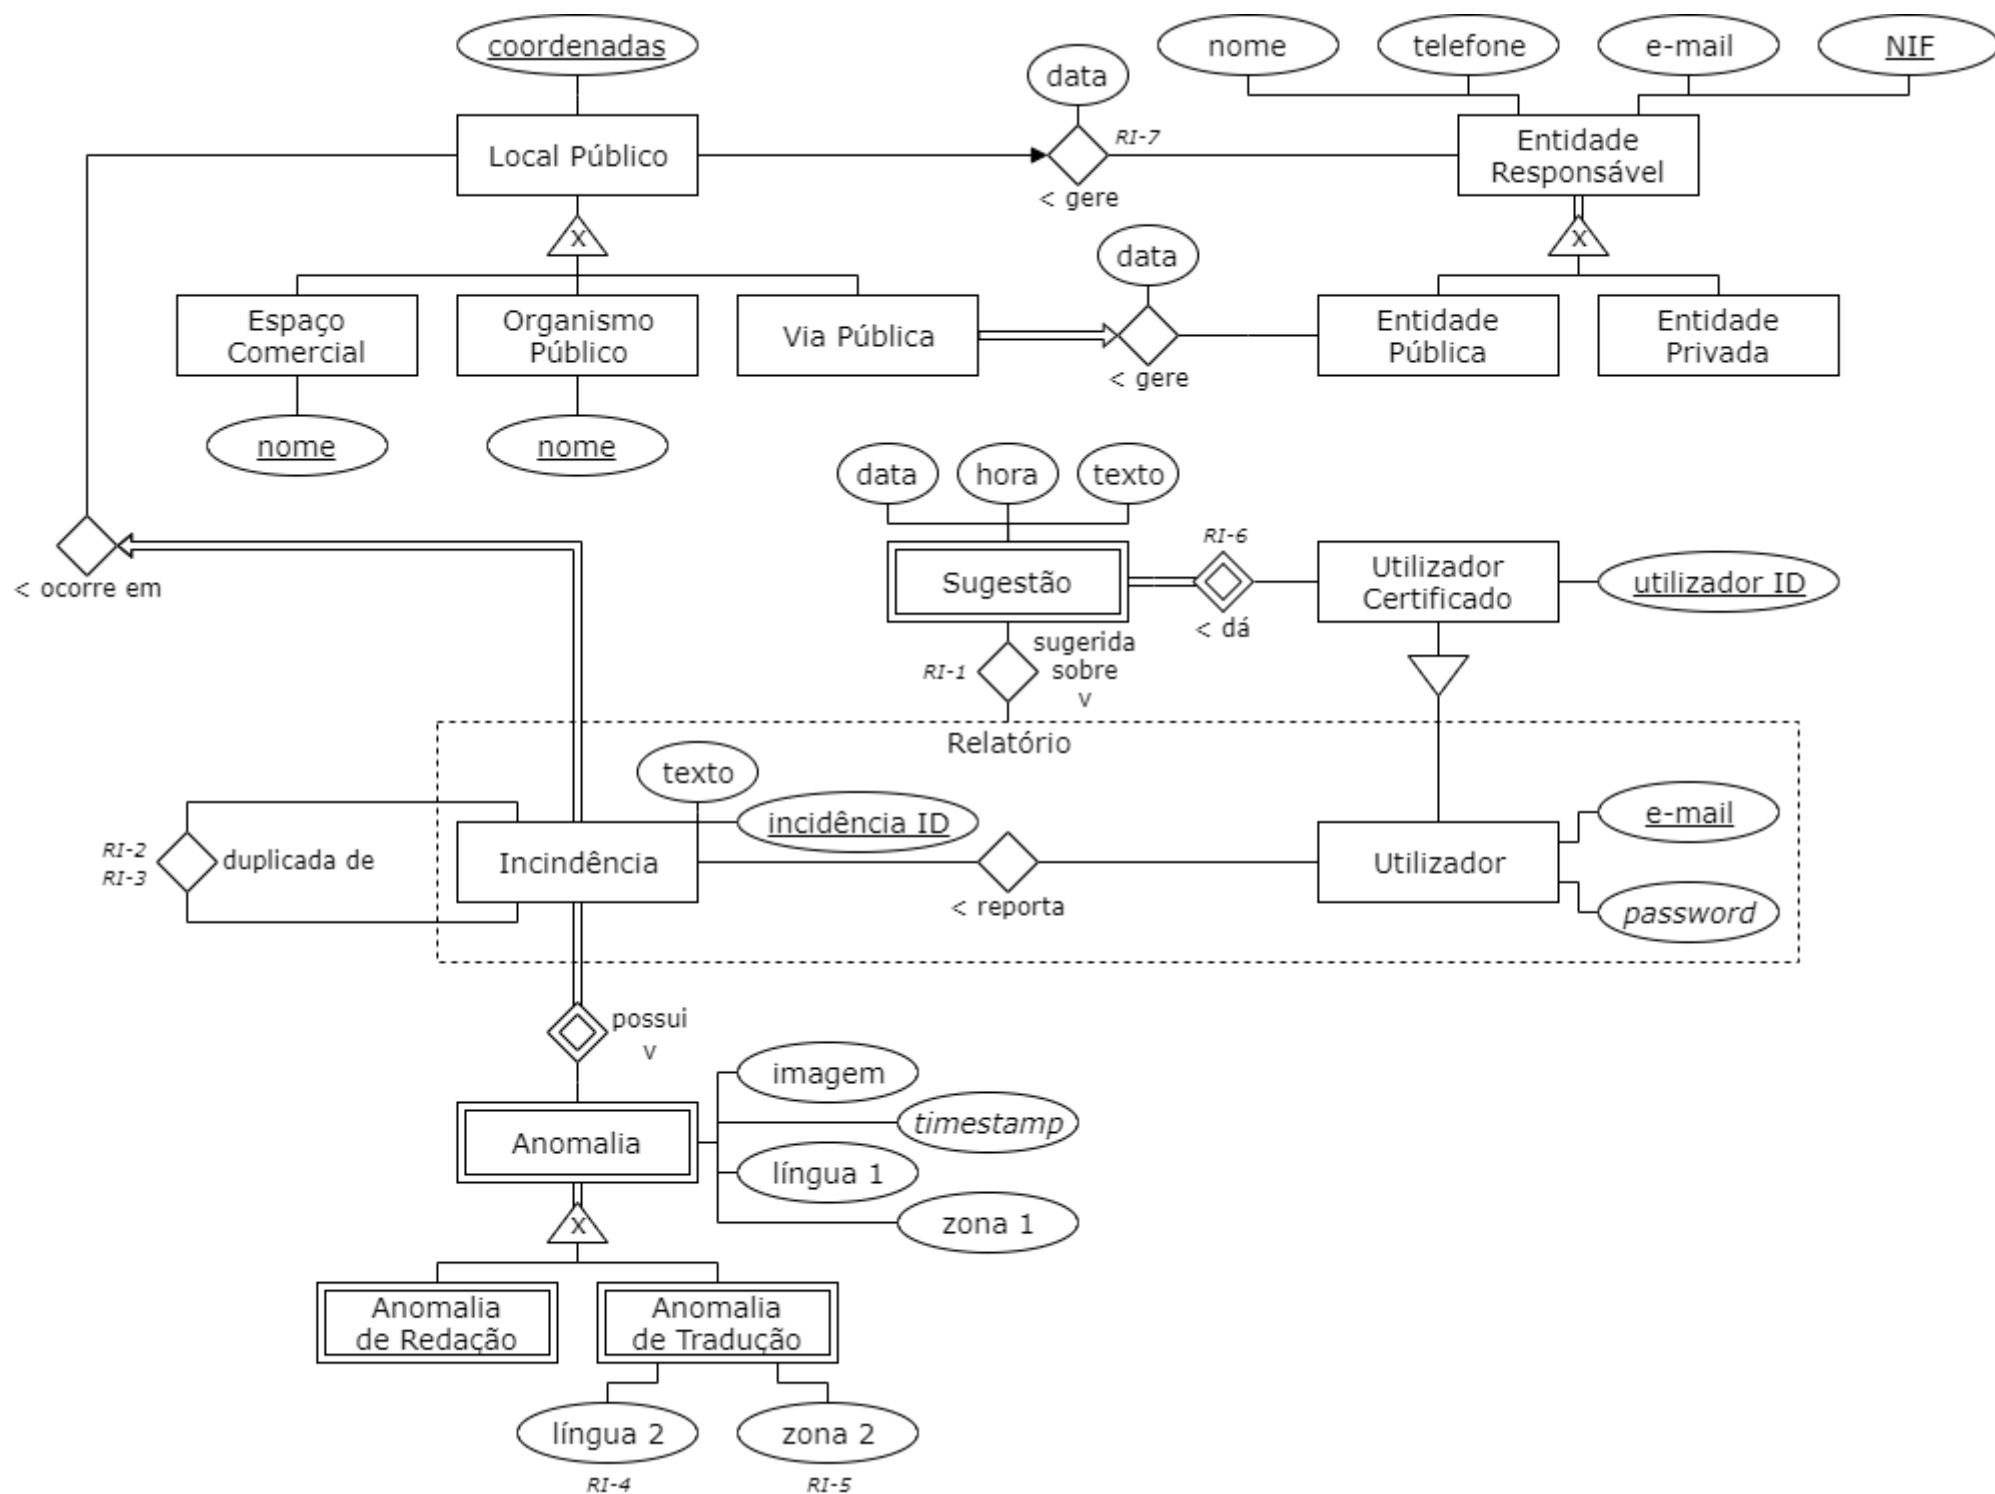 coordenadas
data
nome
telefone
e-mail
NIF
Local Público
RI-7
< gere
Entidade
Responsável
x
x
data
Espaço
Comercial
Organismo
Público
Via Pública
< gere
Entidade
Pública
Entidade
Privada
nome
nome
data
hora
texto
< ocorre em
Sugestão
RI-6
< dá
Utilizador
Certificado
utilizador ID
RI-1
sugerida
sobre
v
Relatório
texto
incidência ID
RI-2
RI-3
duplicada de
Incindência
< reporta
Utilizador
e-mail
password
possui
v
Anomalia
imagem
timestamp
língua 1
zona 1
x
Anomalia
de Redação
Anomalia
de Tradução
língua 2
zona 2
RI-4
RI-5